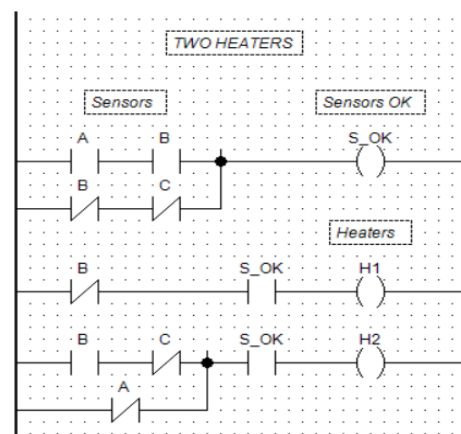 TWO HEATERS
Sensors
Sensors OK
A B S_OK
B C
Heaters
B S_OK H1
B C S_OK H2
A